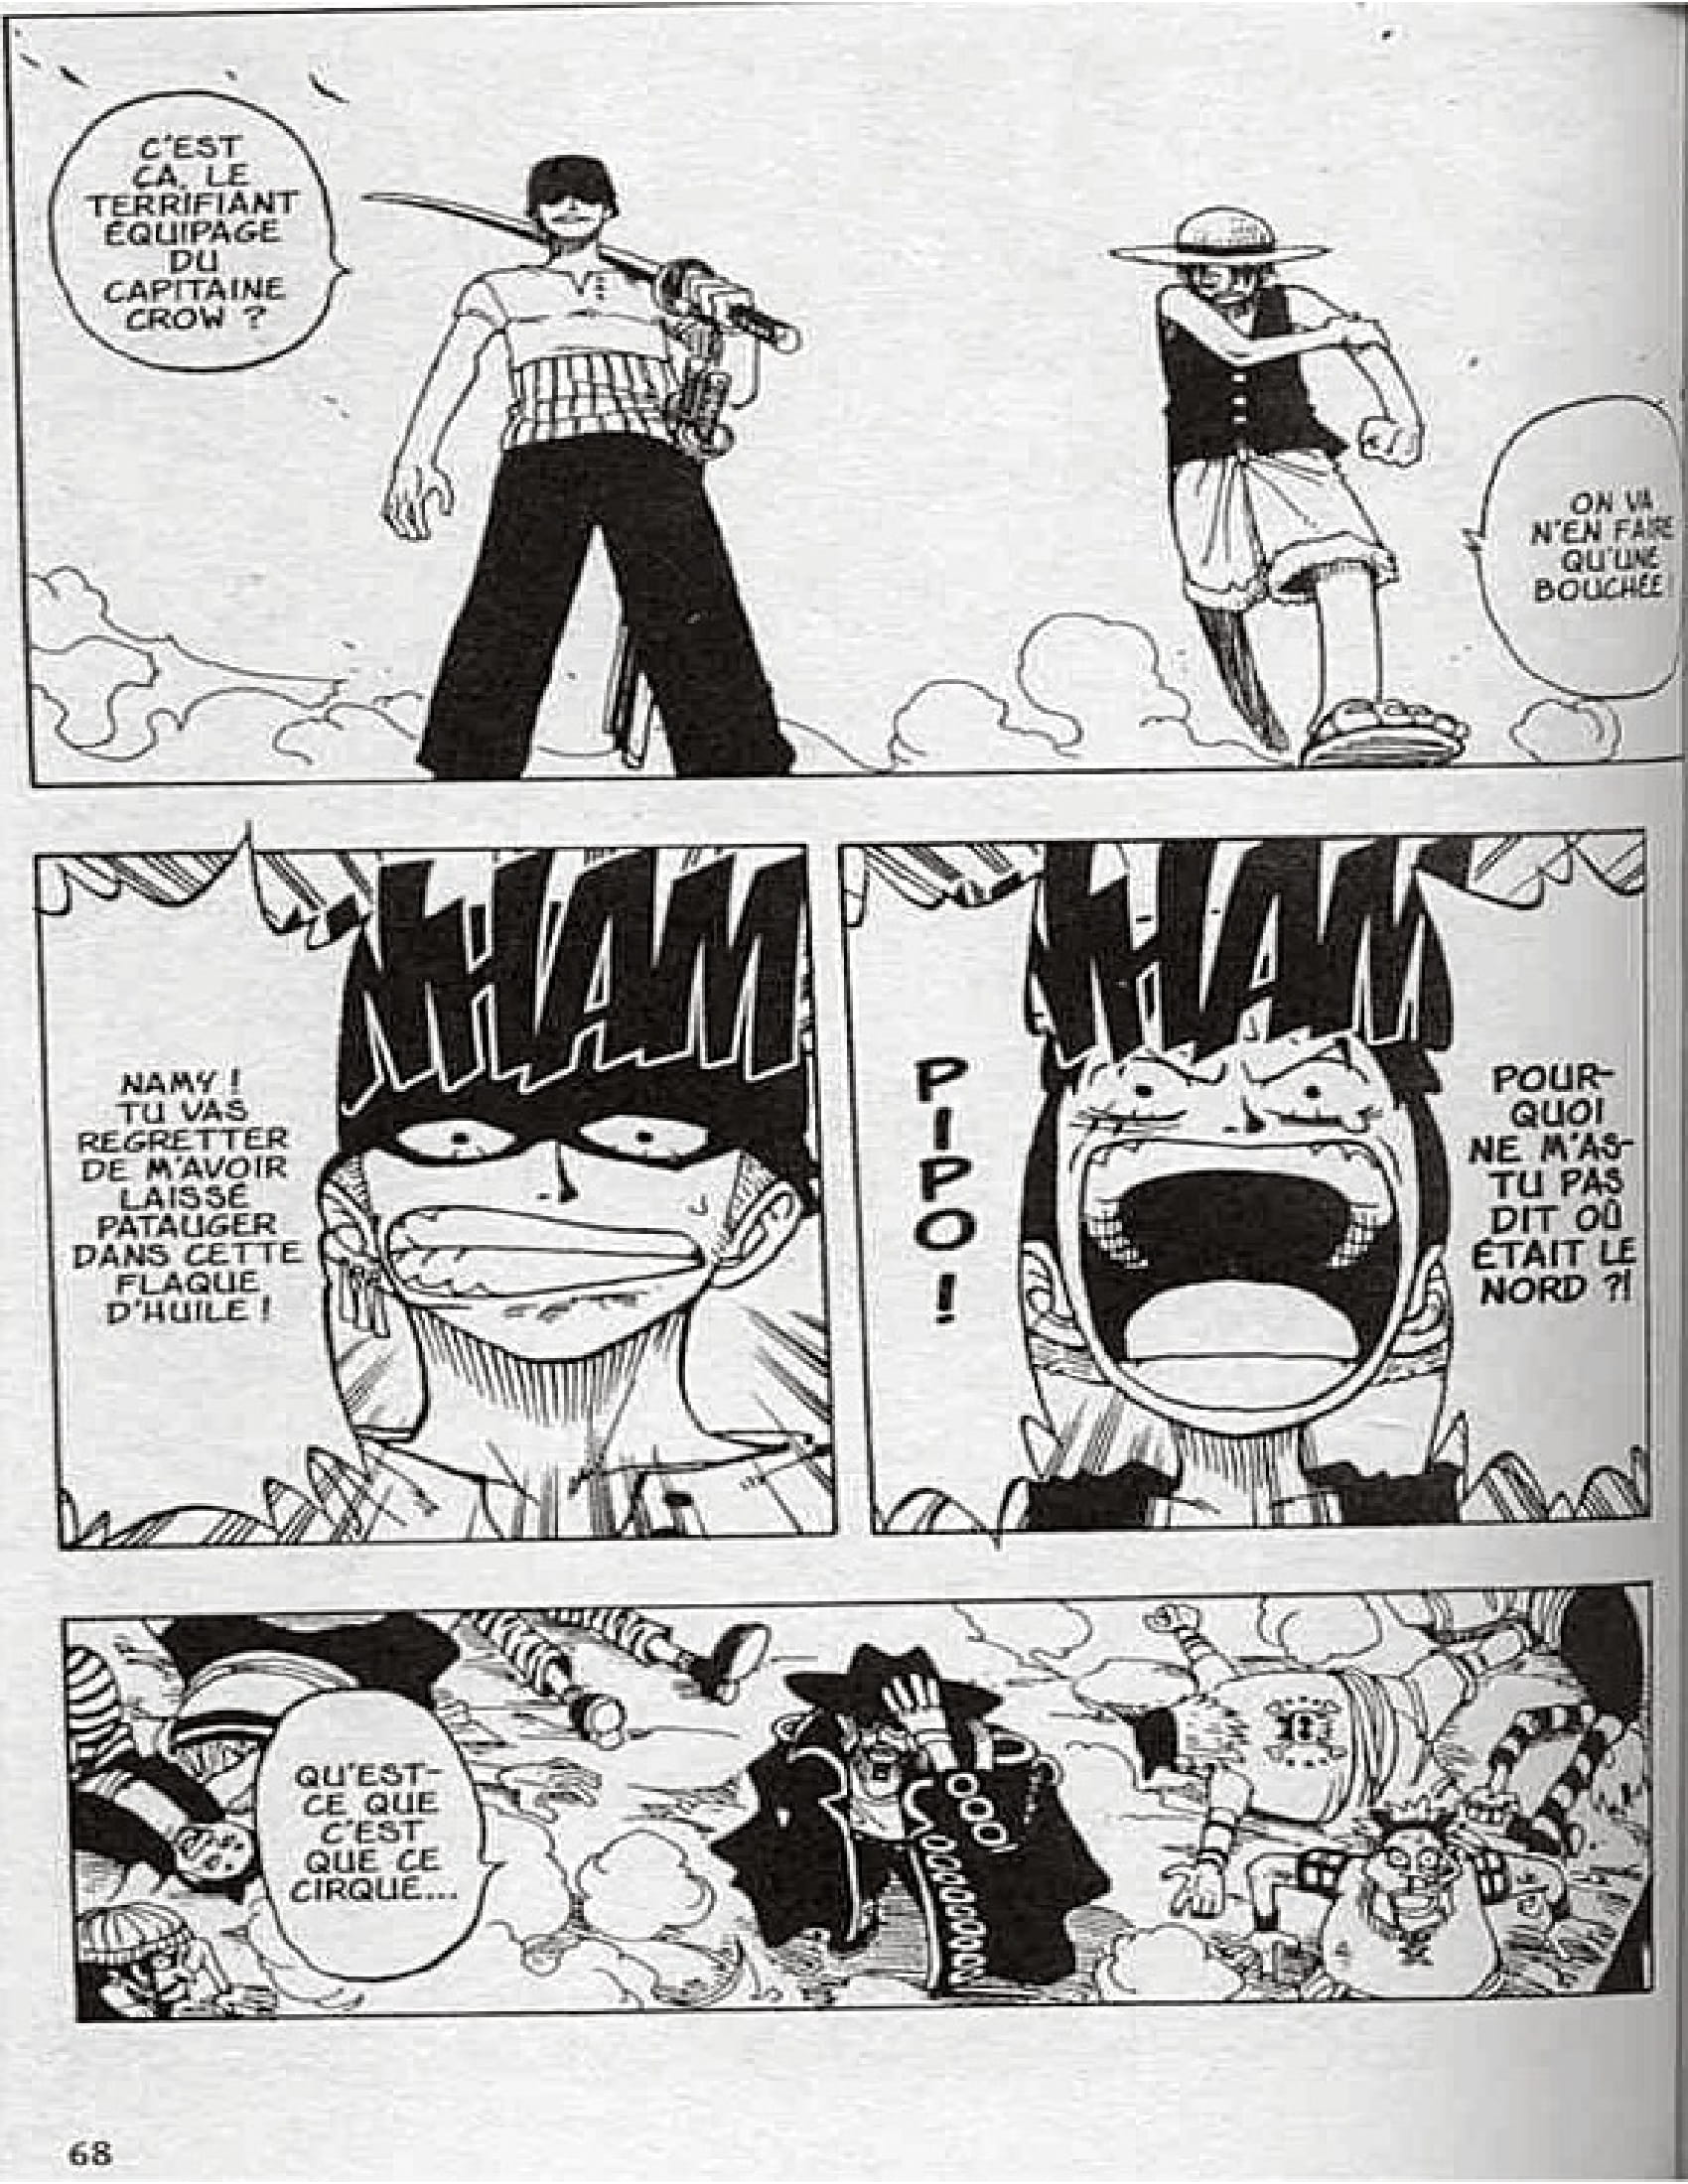 ON VA
N'EN FAIRE
QU'UNE
BOUCHÉE !
C'EST
ÇA, LE
TERRIFIANT
ÉQUIPAGE
DU
CAPITAINE
CROW ?
NHAM
POUR-
QUOI
NE M'AS-
TU PAS
DIT OÙ
ÉTAIT LE
NORD ?!
PIPO !
NHAM
NAMY !
TU VAS
REGRETTER
DE M'AVOIR
LAISSÉ
PATAUGER
DANS CETTE
FLAQUE
D'HUILE !
QU'EST-
CE QUE
C'EST
QUE CE
CIRQUE...
68